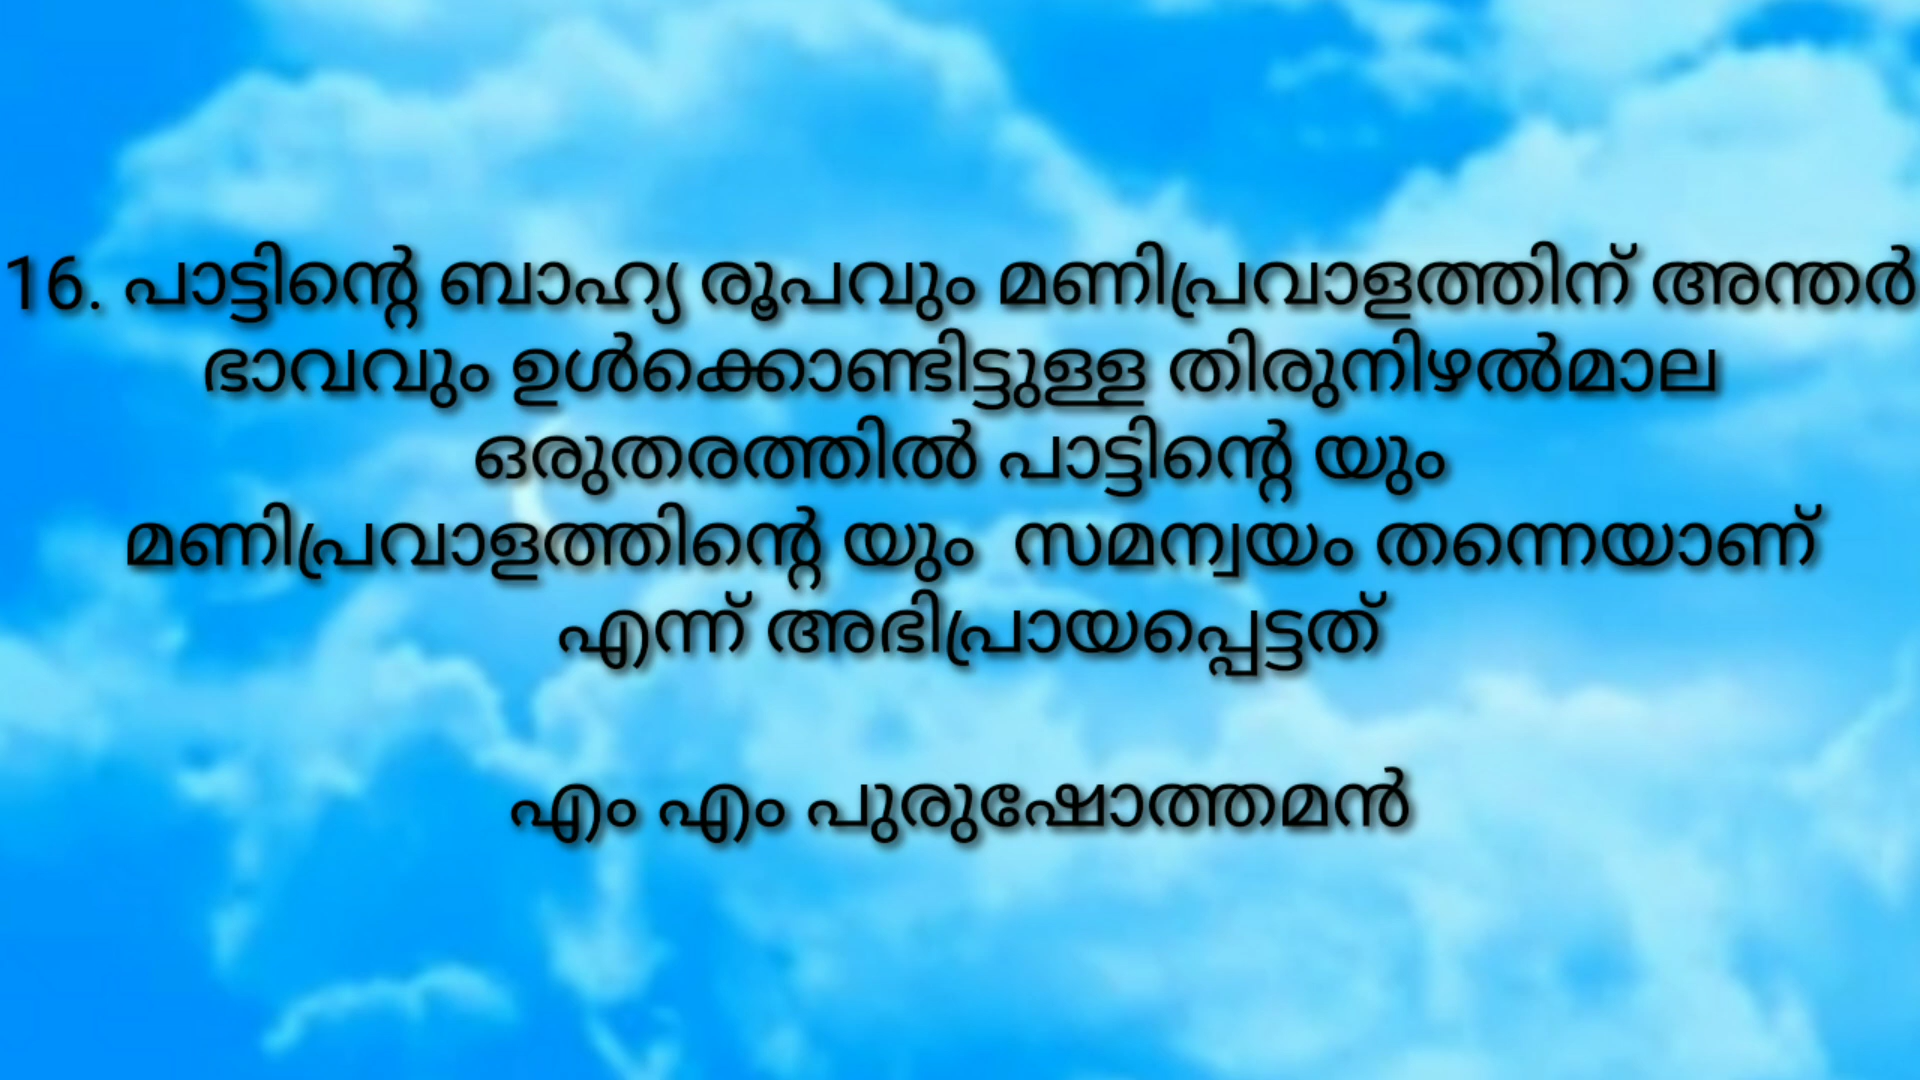 16. പാട്ടിന്റെ ബാഹ്യ രൂപവും മണിപ്രവാളത്തിന് അന്തർ
ഭാവവും ഉൾക്കൊണ്ടിട്ടുള്ള തിരുനിഴൽമാല
ഒരുതരത്തിൽ പാട്ടിന്റെ യും
മണിപ്രവാളത്തിന്റെ യും സമന്വയം തന്നെയാണ്
എന്ന് അഭിപ്രായപ്പെട്ടത്
എം എം പുരുഷോത്തമൻ